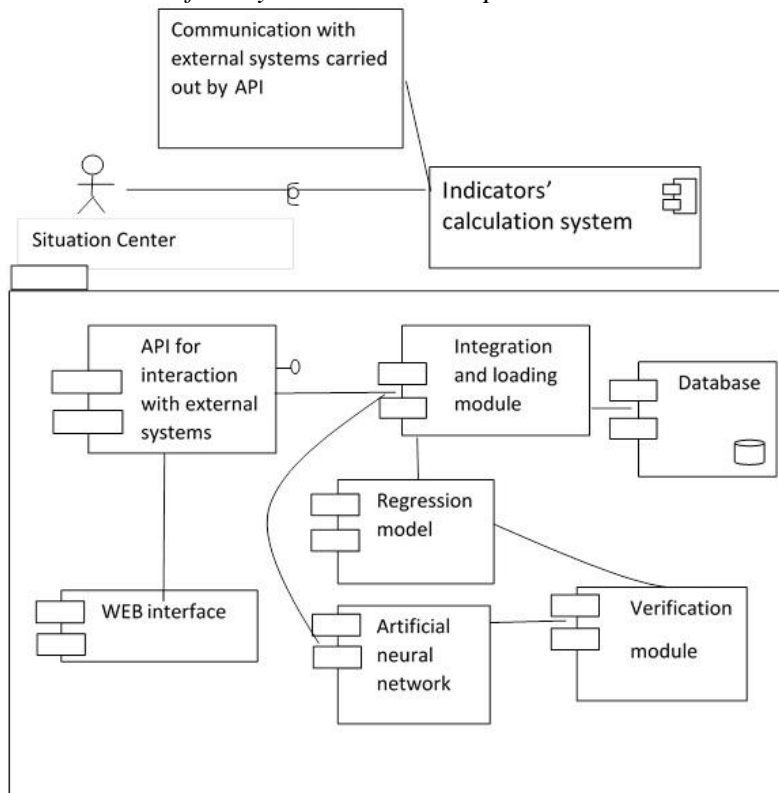 Communication with
external systems carried
out by API
Indicators’
calculation system
Situation Center
API for
interaction
with external
systems
Integration
and loading
module
Database
Regression
model
WEB interface
Artificial
neural
network
Verification
module